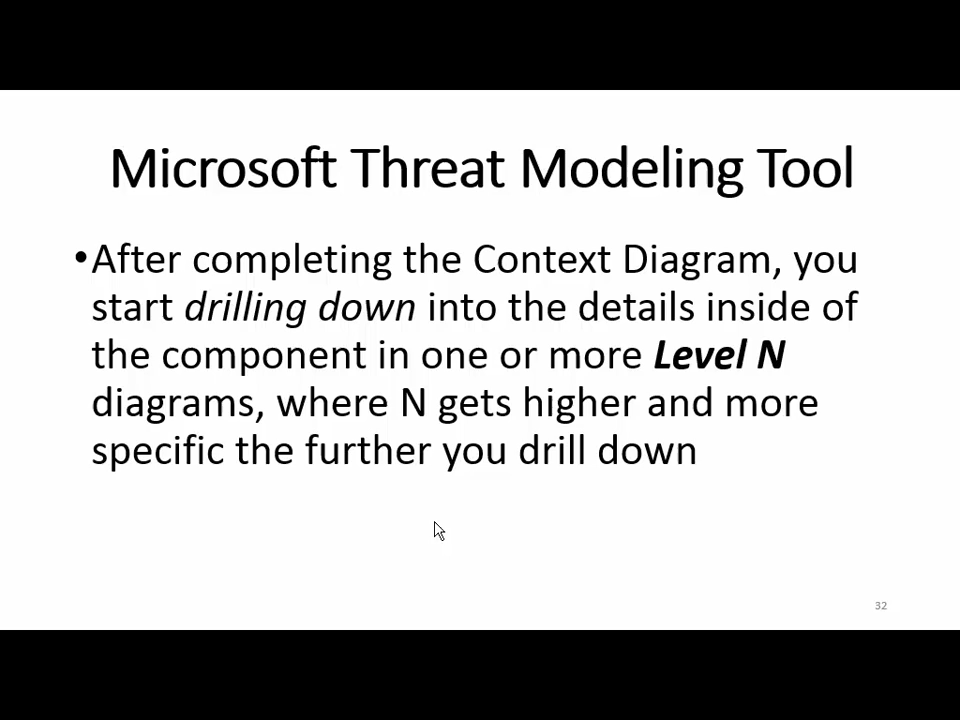 Microsoft Threat Modeling Tool
•After completing the Context Diagram, you
start drilling down into the details inside of
the component in one or more Level N
diagrams, where N gets higher and more
specific the further you drill down
32